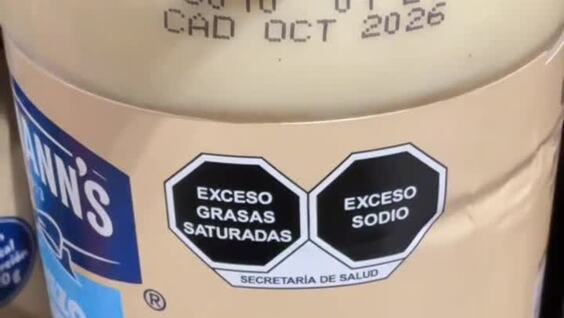 CAD OCT 2026
ANN'S
®
EXCESO
GRASAS
SATURADAS
EXCESO
SODIO
SECRETARÍA DE SALUD